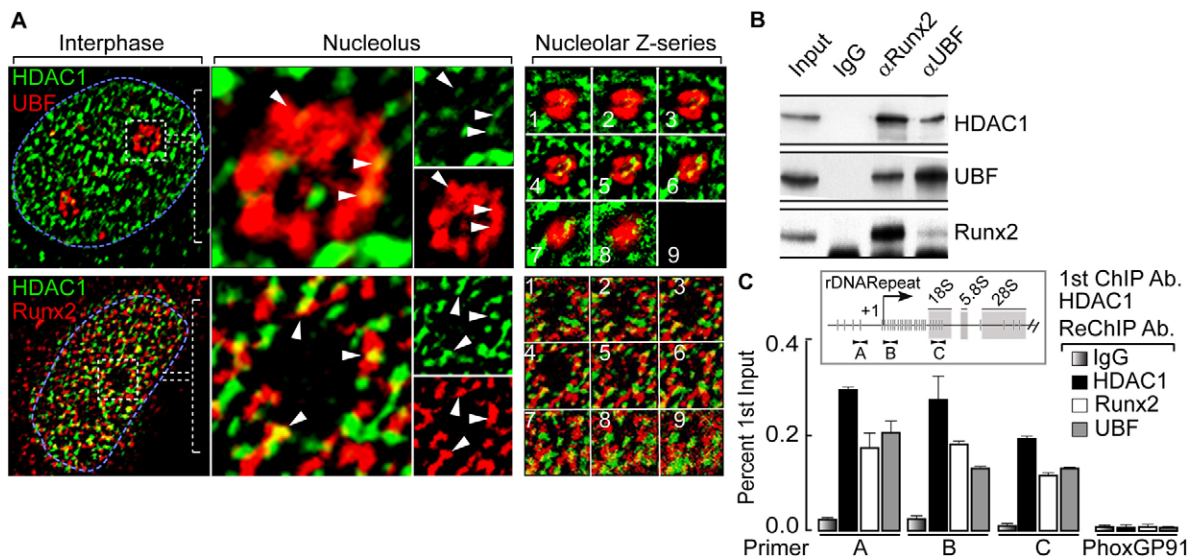 A
Interphase
Nucleolus
Nucleolar Z-series
HDAC1
UBF
1 2 3
4 5 6
7 8 9
HDAC1
Runx2
1 2 3
4 5 6
7 8 9
B
Input IgG αRunx2 αUBF
HDAC1
UBF
Runx2
C
rDNARepeat 18S 5.8S 28S
+1
A B C
1st ChIP Ab.
HDAC1
ReChIP Ab.
IgG
HDAC1
Runx2
UBF
Percent 1st Input
0.4
0.2
0.0
Primer A B C PhoxGP91